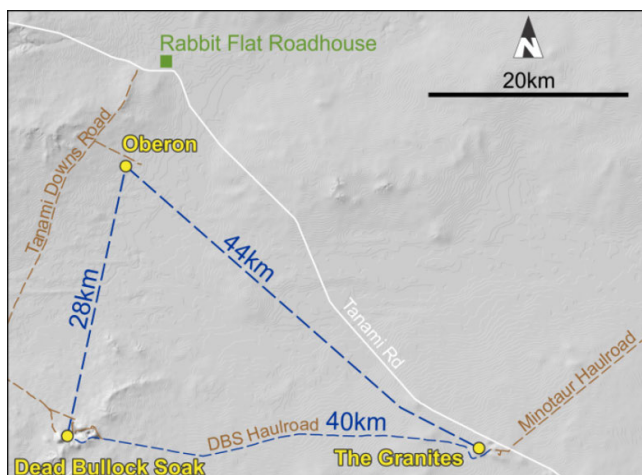 Rabbit Flat Roadhouse
N
20km
Oberon
Tanami Downs Road
44km
28km
Tanami Rd
Minotaur Haulroad
DBS Haulroad
40km
The Granites
Dead Bullock Soak